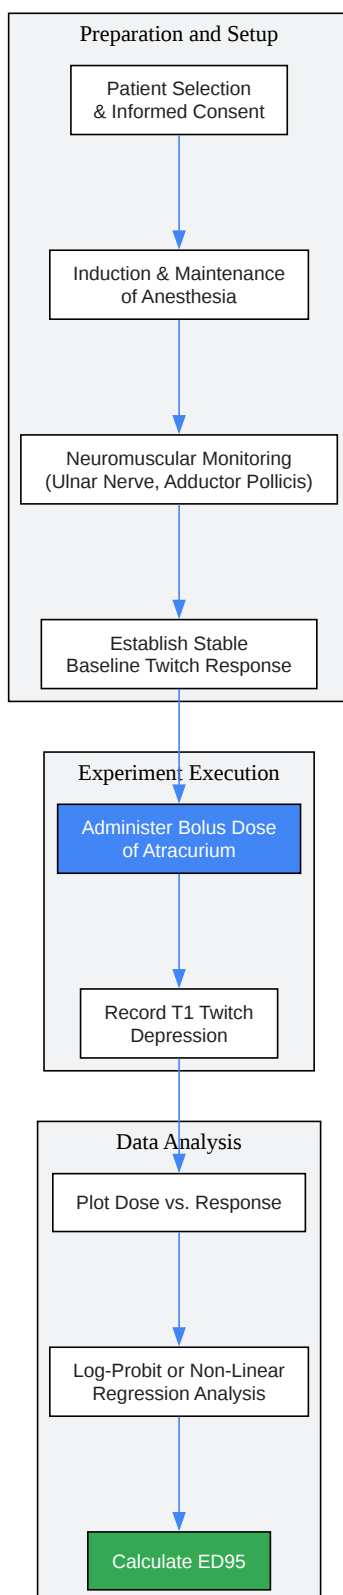 Preparation and Setup
Patient Selection
& Informed Consent
Induction & Maintenance
of Anesthesia
Neuromuscular Monitoring
(Ulnar Nerve, Adductor Pollicis)
Establish Stable
Baseline Twitch Response
Experiment Execution
Administer Bolus Dose
of Atracurium
Record T1 Twitch
Depression
Data Analysis
Plot Dose vs. Response
Log-Probit or Non-Linear
Regression Analysis
Calculate ED95